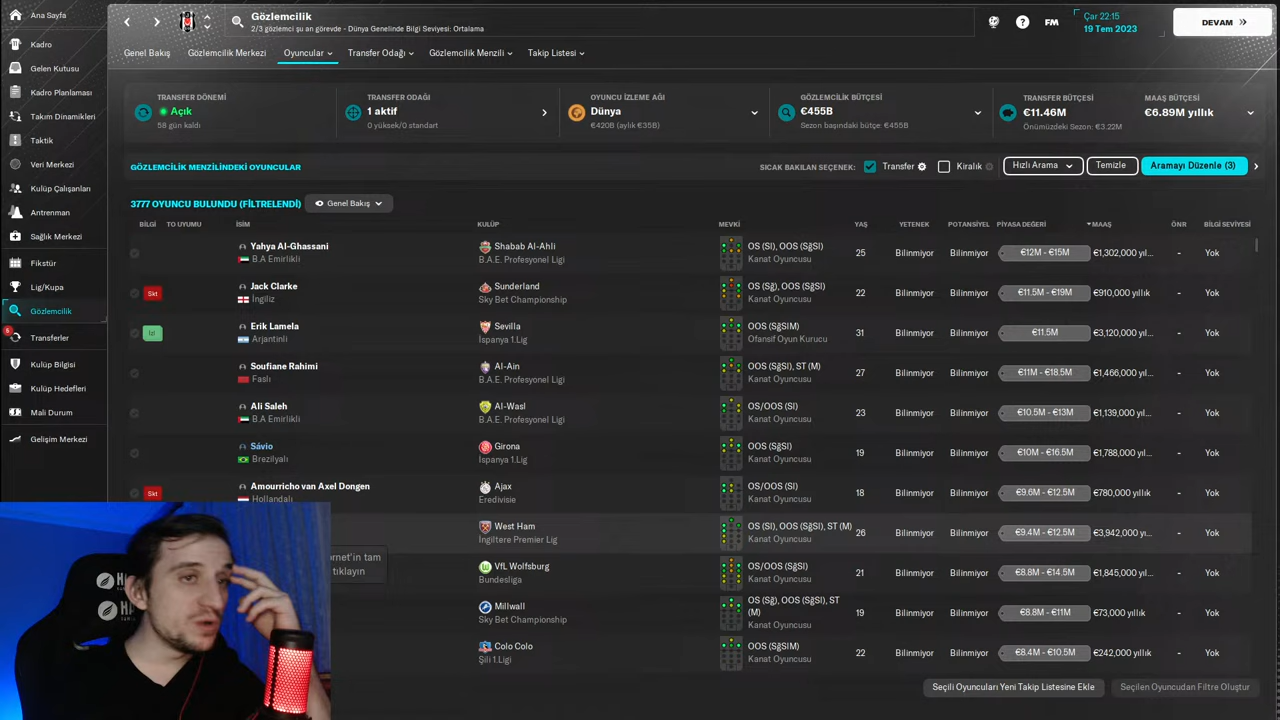 Ana Sayfa
Kadro
Gelen Kutusu
Kadro Planlaması
Takım Dinamikleri
Taktik
Veri Merkezi
Kulüp Çalışanları
Antrenman
Sağlık Merkezi
Fikstür
Lig/Kupa
Gözlemcilik
5
Transferler
Kulüp Bilgisi
Kulüp Hedefleri
Mali Durum
Gelişim Merkezi
Gözlemcilik
2/3 gözlemci şu an görevde - Dünya Genelinde Bilgi Seviyesi: Ortalama
FM
Çar 22:15
19 Tem 2023
DEVAM
Genel Bakış Gözlemcilik Merkezi Oyuncular Transfer Odağı Gözlemcilik Menzili Takip Listesi
TRANSFER DÖNEMİ
Açık
58 gün kaldı
TRANSFER ODAĞI
1 aktif
0 yüksek/0 standart
OYUNCU İZLEME AĞI
Dünya
€420B (aylık €35B)
GÖZLEMCİLİK BÜTÇESİ
€455B
Sezon başındaki bütçe: €455B
TRANSFER BÜTÇESİ
€11.46M
Önümüzdeki Sezon: €3.22M
MAAŞ BÜTÇESİ
€6.89M yıllık
GÖZLEMCİLİK MENZİLİNDEKİ OYUNCULAR
SICAK BAKILAN SEÇENEK: Transfer Kiralık Hızlı Arama Temizle Aramayı Düzenle (3)
3777 OYUNCU BULUNDU (FİLTRELENDİ) Genel Bakış
BİLGİ TO UYUMU İSİM KULÜP MEVKİ YAŞ YETENEK POTANSİYEL PİYASA DEĞERİ MAAŞ ÖNR BİLGİ SEVİYESİ
Yahya Al-Ghassani Shabab Al-Ahli OS (Sl), OOS (SğSl) 25 Bilinmiyor Bilinmiyor €12M - €15M €1,302,000 yıl... - Yok
B.A Emirlikli B.A.E. Profesyonel Ligi Kanat Oyuncusu
Skt Jack Clarke Sunderland OS (Sğ), OOS (SğSl) 22 Bilinmiyor Bilinmiyor €11.5M - €19M €910,000 yıllık - Yok
İngiliz Sky Bet Championship Kanat Oyuncusu
İzl Erik Lamela Sevilla OOS (SğSlM) 31 Bilinmiyor Bilinmiyor €11.5M €3,120,000 yıl... - Yok
Arjantinli İspanya 1.Lig Ofansif Oyun Kurucu
Soufiane Rahimi Al-Ain OOS (SğSl), ST (M) 27 Bilinmiyor Bilinmiyor €11M - €18.5M €1,466,000 yıl... - Yok
Faslı B.A.E. Profesyonel Ligi Kanat Oyuncusu
Ali Saleh Al-Wasl OS/OOS (Sl) 23 Bilinmiyor Bilinmiyor €10.5M - €13M €1,139,000 yıl... - Yok
B.A Emirlikli B.A.E. Profesyonel Ligi Kanat Oyuncusu
Sávio Girona OOS (SğSl) 19 Bilinmiyor Bilinmiyor €10M - €16.5M €1,788,000 yıl... - Yok
Brezilyalı İspanya 1.Lig Kanat Oyuncusu
Skt Amourricho van Axel Dongen Ajax OS/OOS (Sl) 18 Bilinmiyor Bilinmiyor €9.6M - €12.5M €780,000 yıllık - Yok
Hollandalı Eredivisie Kanat Oyuncusu
West Ham OS (Sl), OOS (SğSl), ST (M) 26 Bilinmiyor Bilinmiyor €9.4M - €12.5M €3,942,000 yıl... - Yok
İngiltere Premier Lig Kanat Oyuncusu
tam
tıklayın
VfL Wolfsburg OS/OOS (SğSl) 21 Bilinmiyor Bilinmiyor €8.8M - €14.5M €1,845,000 yıl... - Yok
Bundesliga Kanat Oyuncusu
Millwall OS (Sğ), OOS (SğSl), ST (M) 19 Bilinmiyor Bilinmiyor €8.8M - €11M €73,000 yıllık - Yok
Sky Bet Championship Kanat Oyuncusu
Colo Colo OOS (SğSlM) 22 Bilinmiyor Bilinmiyor €8.4M - €10.5M €242,000 yıllık - Yok
Şili 1.Ligi Kanat Oyuncusu
Seçili Oyuncuları Yeni Takip Listesine Ekle Seçilen Oyuncudan Filtre Oluştur